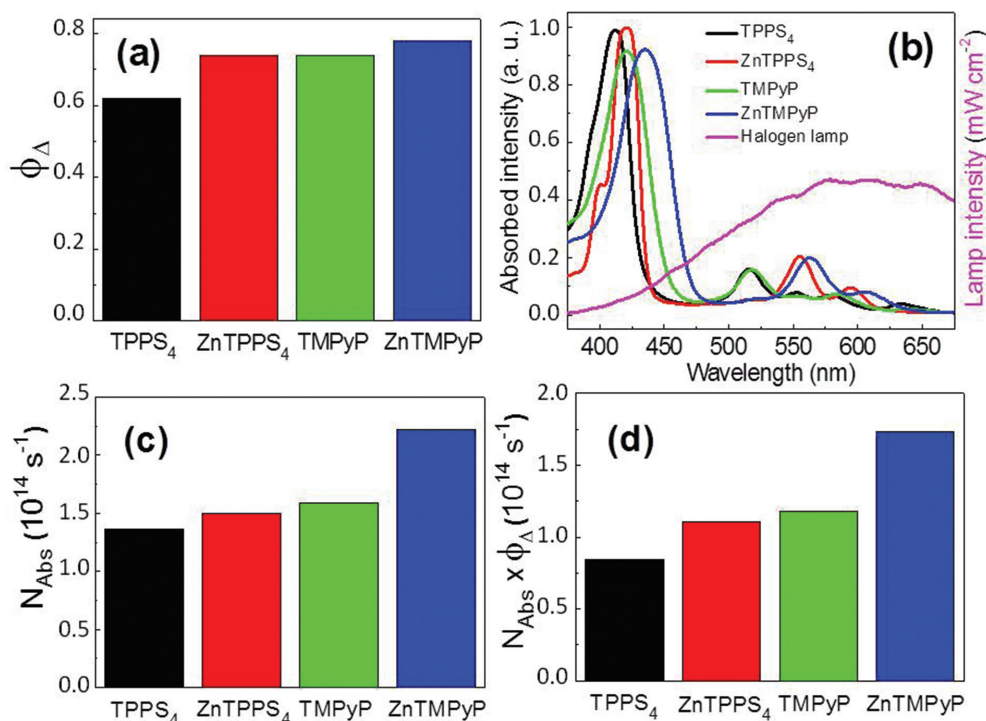 (a)
ϕΔ
0.8
0.6
0.4
0.2
0.0
TPPS₄ ZnTPPS₄ TMPyP ZnTMPyP
(b)
Absorbed intensity (a. u.)
1.0
0.8
0.6
0.4
0.2
0.0
TPPS₄
ZnTPPS₄
TMPyP
ZnTMPyP
Halogen lamp
Lamp intensity (mW cm⁻²)
400 450 500 550 600 650
Wavelength (nm)
(c)
N_Abs (10¹⁴ s⁻¹)
2.5
2.0
1.5
1.0
0.5
0.0
TPPS₄ ZnTPPS₄ TMPyP ZnTMPyP
(d)
N_Abs x ϕΔ (10¹⁴ s⁻¹)
2.0
1.5
1.0
0.5
0.0
TPPS₄ ZnTPPS₄ TMPyP ZnTMPyP